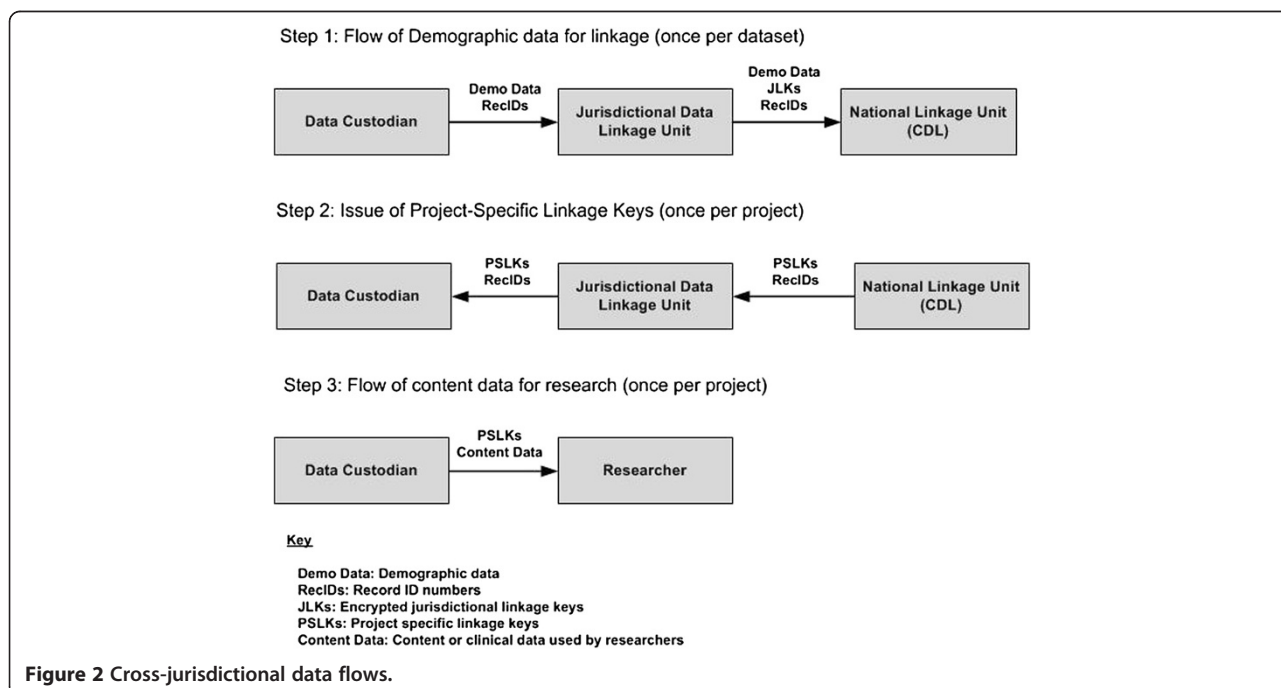 Step 1: Flow of Demographic data for linkage (once per dataset)
Demo Data
RecIDs
Demo Data
JLKs
RecIDs
Data Custodian
Jurisdictional Data
Linkage Unit
National Linkage Unit
(CDL)
Step 2: Issue of Project-Specific Linkage Keys (once per project)
PSLKs
RecIDs
PSLKs
RecIDs
Data Custodian
Jurisdictional Data
Linkage Unit
National Linkage Unit
(CDL)
Step 3: Flow of content data for research (once per project)
PSLKs
Content Data
Data Custodian
Researcher
Key
Demo Data: Demographic data
RecIDs: Record ID numbers
JLKs: Encrypted jurisdictional linkage keys
PSLKs: Project specific linkage keys
Content Data: Content or clinical data used by researchers
Figure 2 Cross-jurisdictional data flows.